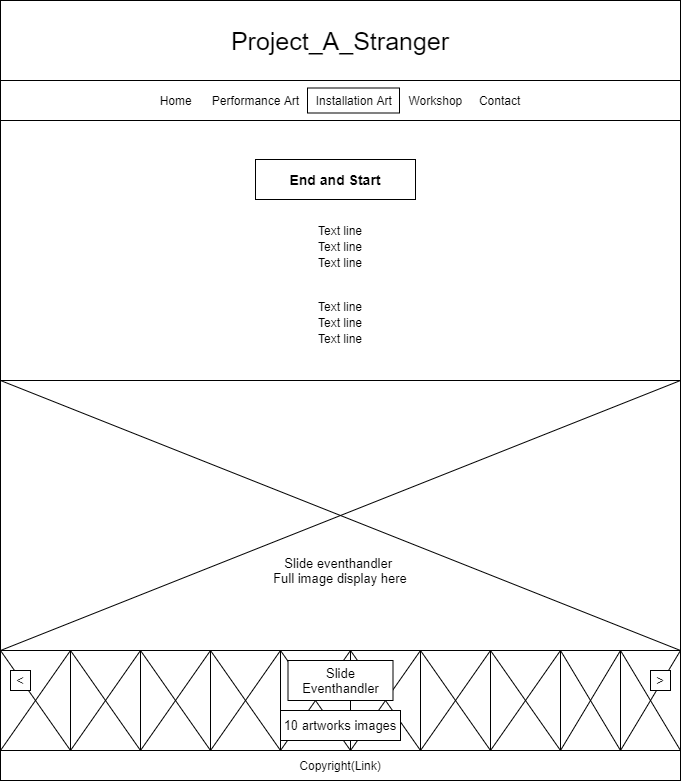 Project_A_Stranger
Home Performance Art Installation Art Workshop Contact
End and Start
Text line
Text line
Text line
Text line
Text line
Text line
Slide eventhandler
Full image display here
< Slide >
Eventhandler
10 artworks images
Copyright(Link)